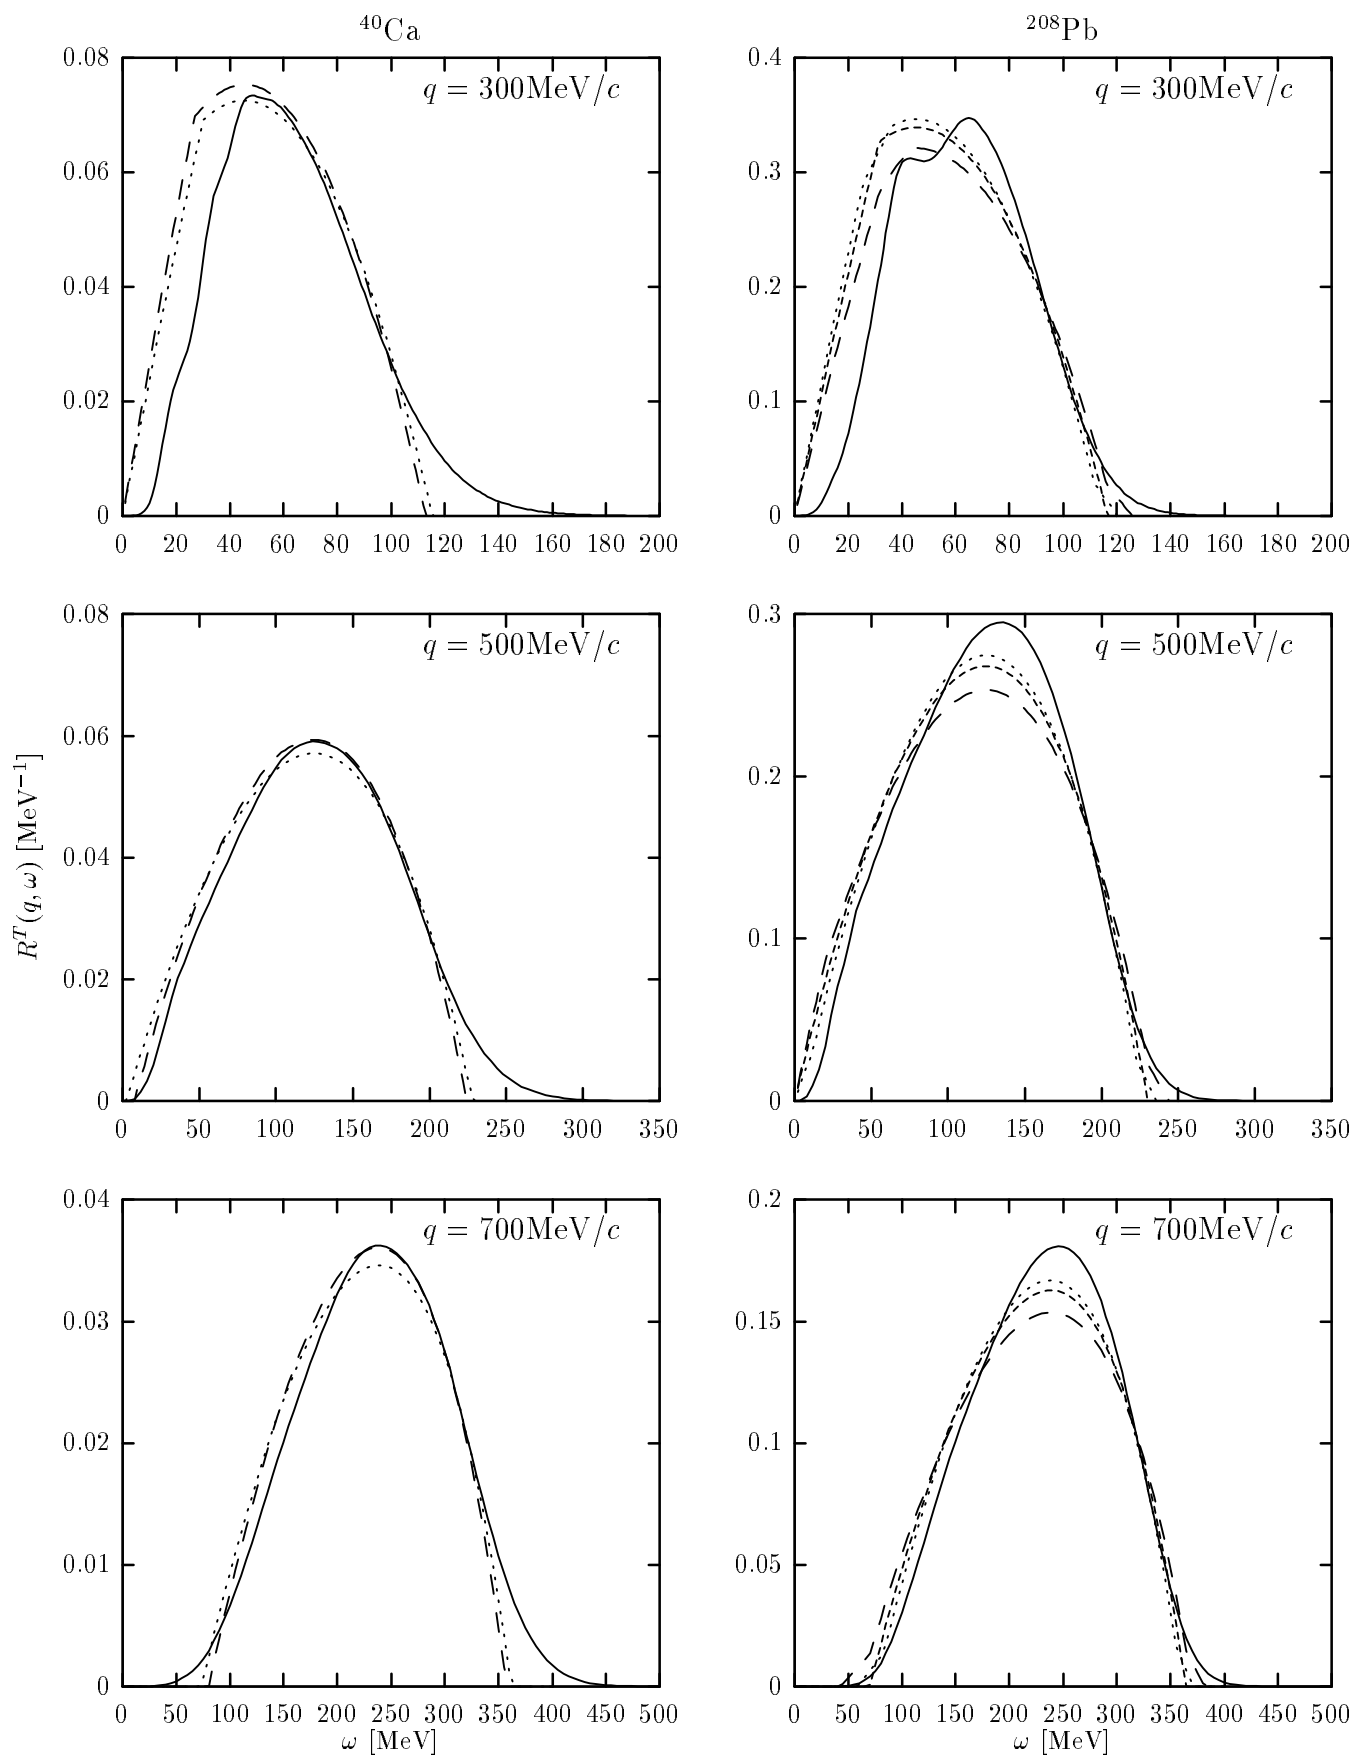 ⁴⁰Ca
0.08
0.06
0.04
0.02
0
q = 300MeV/c
0 20 40 60 80 100 120 140 160 180 200
²⁰⁸Pb
0.4
0.3
0.2
0.1
0
q = 300MeV/c
0 20 40 60 80 100 120 140 160 180 200
R^T(q, ω) [MeV⁻¹]
0.08
0.06
0.04
0.02
0
q = 500MeV/c
0 50 100 150 200 250 300 350
0.3
0.2
0.1
0
q = 500MeV/c
0 50 100 150 200 250 300 350
0.04
0.03
0.02
0.01
0
q = 700MeV/c
0 50 100 150 200 250 300 350 400 450 500
ω [MeV]
0.2
0.15
0.1
0.05
0
q = 700MeV/c
0 50 100 150 200 250 300 350 400 450 500
ω [MeV]